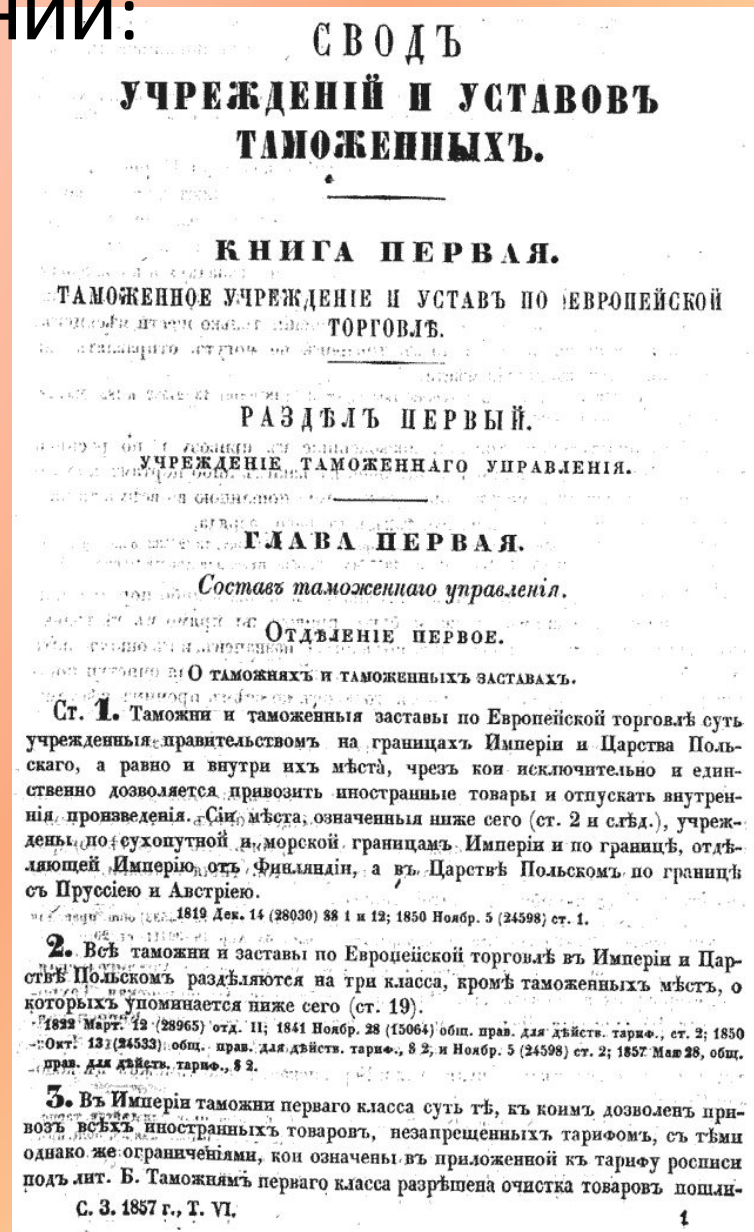 нии:
СВОДЪ
УЧРЕЖДЕНІЙ И УСТАВОВЪ
ТАМОЖЕННЫХЪ.
КНИГА ПЕРВАЯ.
ТАМОЖЕННОЕ УЧРЕЖДЕНІЕ И УСТАВЪ ПО ЕВРОПЕЙСКОЙ
ТОРГОВЛѢ.
РАЗДѢЛЪ ПЕРВЫЙ.
УЧРЕЖДЕНІЕ ТАМОЖЕННАГО УПРАВЛЕНІЯ.
ГЛАВА ПЕРВАЯ.
Составъ таможеннаго управленія.
ОТДѢЛЕНІЕ ПЕРВОЕ.
О ТАМОЖНЯХЪ И ТАМОЖЕННЫХЪ ЗАСТАВАХЪ.
Ст. 1. Таможни и таможенныя заставы по Европейской торговлѣ суть
учрежденныя правительствомъ на границахъ Имперіи и Царства Поль-
скаго, а равно и внутри ихъ мѣста, чрезъ кои исключительно и един-
ственно дозволяется привозить иностранные товары и отпускать внутрен-
нія произведенія. Сіи мѣста, означенныя ниже сего (ст. 2 и слѣд.), учреж-
дены по сухопутной и морской границамъ Имперіи и по границѣ, отдѣ-
ляющей Имперію отъ Финляндіи, а въ Царствѣ Польскомъ по границѣ
съ Пруссіею и Австріею.
1819 Дек. 14 (28030) §§ 1 и 12; 1850 Ноябр. 5 (24598) ст. 1.
2. Всѣ таможни и заставы по Европейской торговлѣ въ Имперіи и Цар-
ствѣ Польскомъ раздѣляются на три класса, кромѣ таможенныхъ мѣстъ, о
которыхъ упоминается ниже сего (ст. 19).
1822 Март. 12 (28965) отд. II; 1841 Ноябр. 28 (15064) общ. прав. для дѣйств. тариф., ст. 2; 1850
Окт. 13 (24533) общ. прав. для дѣйств. тариф., § 2, и Ноябр. 5 (24598) ст. 2; 1857 Мая 28, общ.
прав. для дѣйств. тариф., § 2.
3. Въ Имперіи таможни перваго класса суть тѣ, къ коимъ дозволенъ при-
возъ всѣхъ иностранныхъ товаровъ, незапрещенныхъ тарифомъ, съ тѣми
однако же ограниченіями, кои означены въ приложенной къ тарифу росписи
подъ лит. Б. Таможнямъ перваго класса разрѣшена очистка товаровъ пошли-
С. З. 1857 г., Т. VI.
1